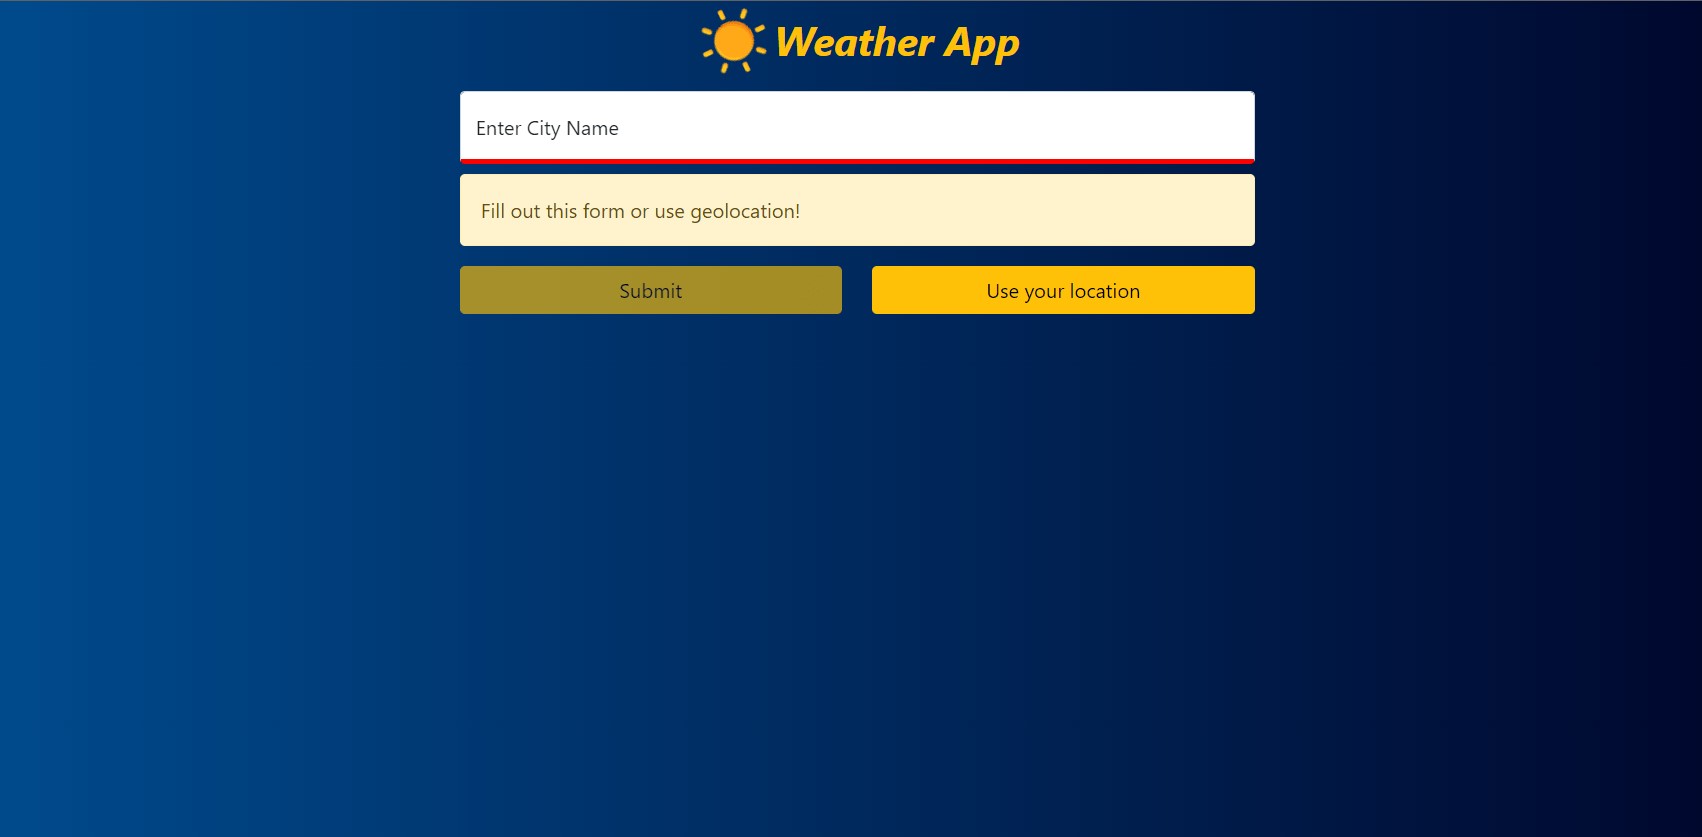 Weather App
Enter City Name
Fill out this form or use geolocation!
Submit
Use your location